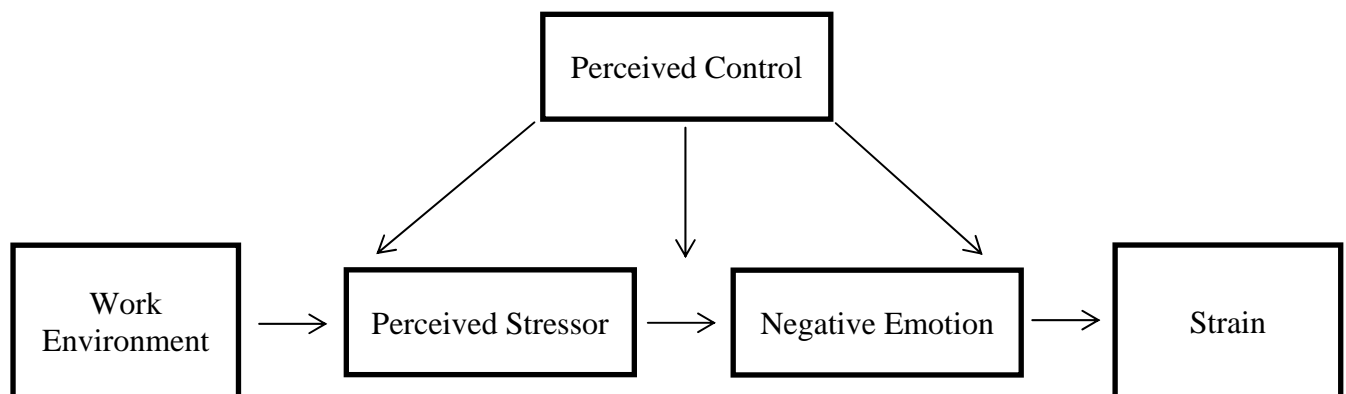 Perceived Control
Work
Environment
Perceived Stressor
Negative Emotion
Strain